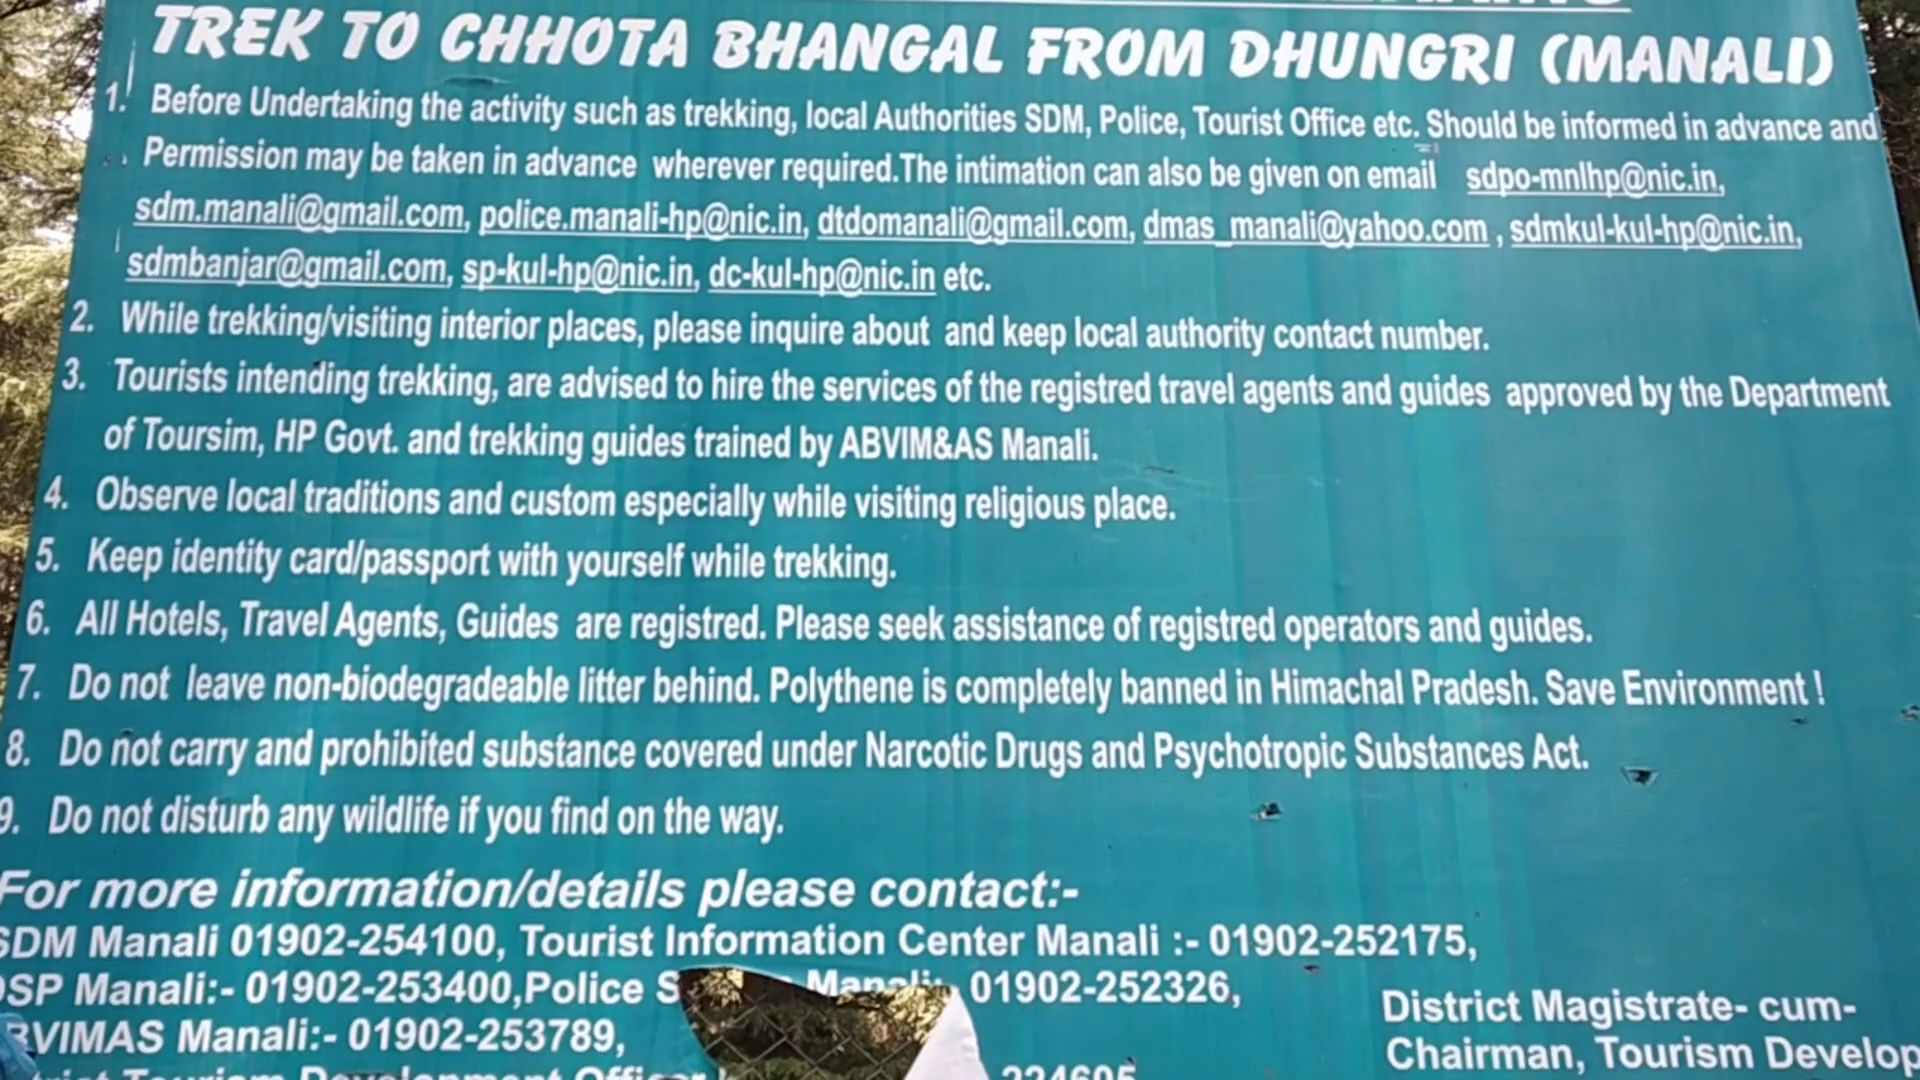 TREK TO CHHOTA BHANGAL FROM DHUNGRI (MANALI)
1. Before Undertaking the activity such as trekking, local Authorities SDM, Police, Tourist Office etc. Should be informed in advance and
Permission may be taken in advance wherever required.The intimation can also be given on email sdpo-mnlhp@nic.in,
sdm.manali@gmail.com, police.manali-hp@nic.in, dtdomanali@gmail.com, dmas_manali@yahoo.com , sdmkul-kul-hp@nic.in,
sdmbanjar@gmail.com, sp-kul-hp@nic.in, dc-kul-hp@nic.in etc.
2. While trekking/visiting interior places, please inquire about and keep local authority contact number.
3. Tourists intending trekking, are advised to hire the services of the registred travel agents and guides approved by the Department
of Toursim, HP Govt. and trekking guides trained by ABVIM&AS Manali.
4. Observe local traditions and custom especially while visiting religious place.
5. Keep identity card/passport with yourself while trekking.
6. All Hotels, Travel Agents, Guides are registred. Please seek assistance of registred operators and guides.
7. Do not leave non-biodegradeable litter behind. Polythene is completely banned in Himachal Pradesh. Save Environment !
8. Do not carry and prohibited substance covered under Narcotic Drugs and Psychotropic Substances Act.
9. Do not disturb any wildlife if you find on the way.
For more information/details please contact:-
SDM Manali 01902-254100, Tourist Information Center Manali :- 01902-252175,
DSP Manali:- 01902-253400,Police S Manali:- 01902-252326,
BVIMAS Manali:- 01902-253789,
Tourism Development Officer
District Magistrate- cum-
Chairman, Tourism Develop